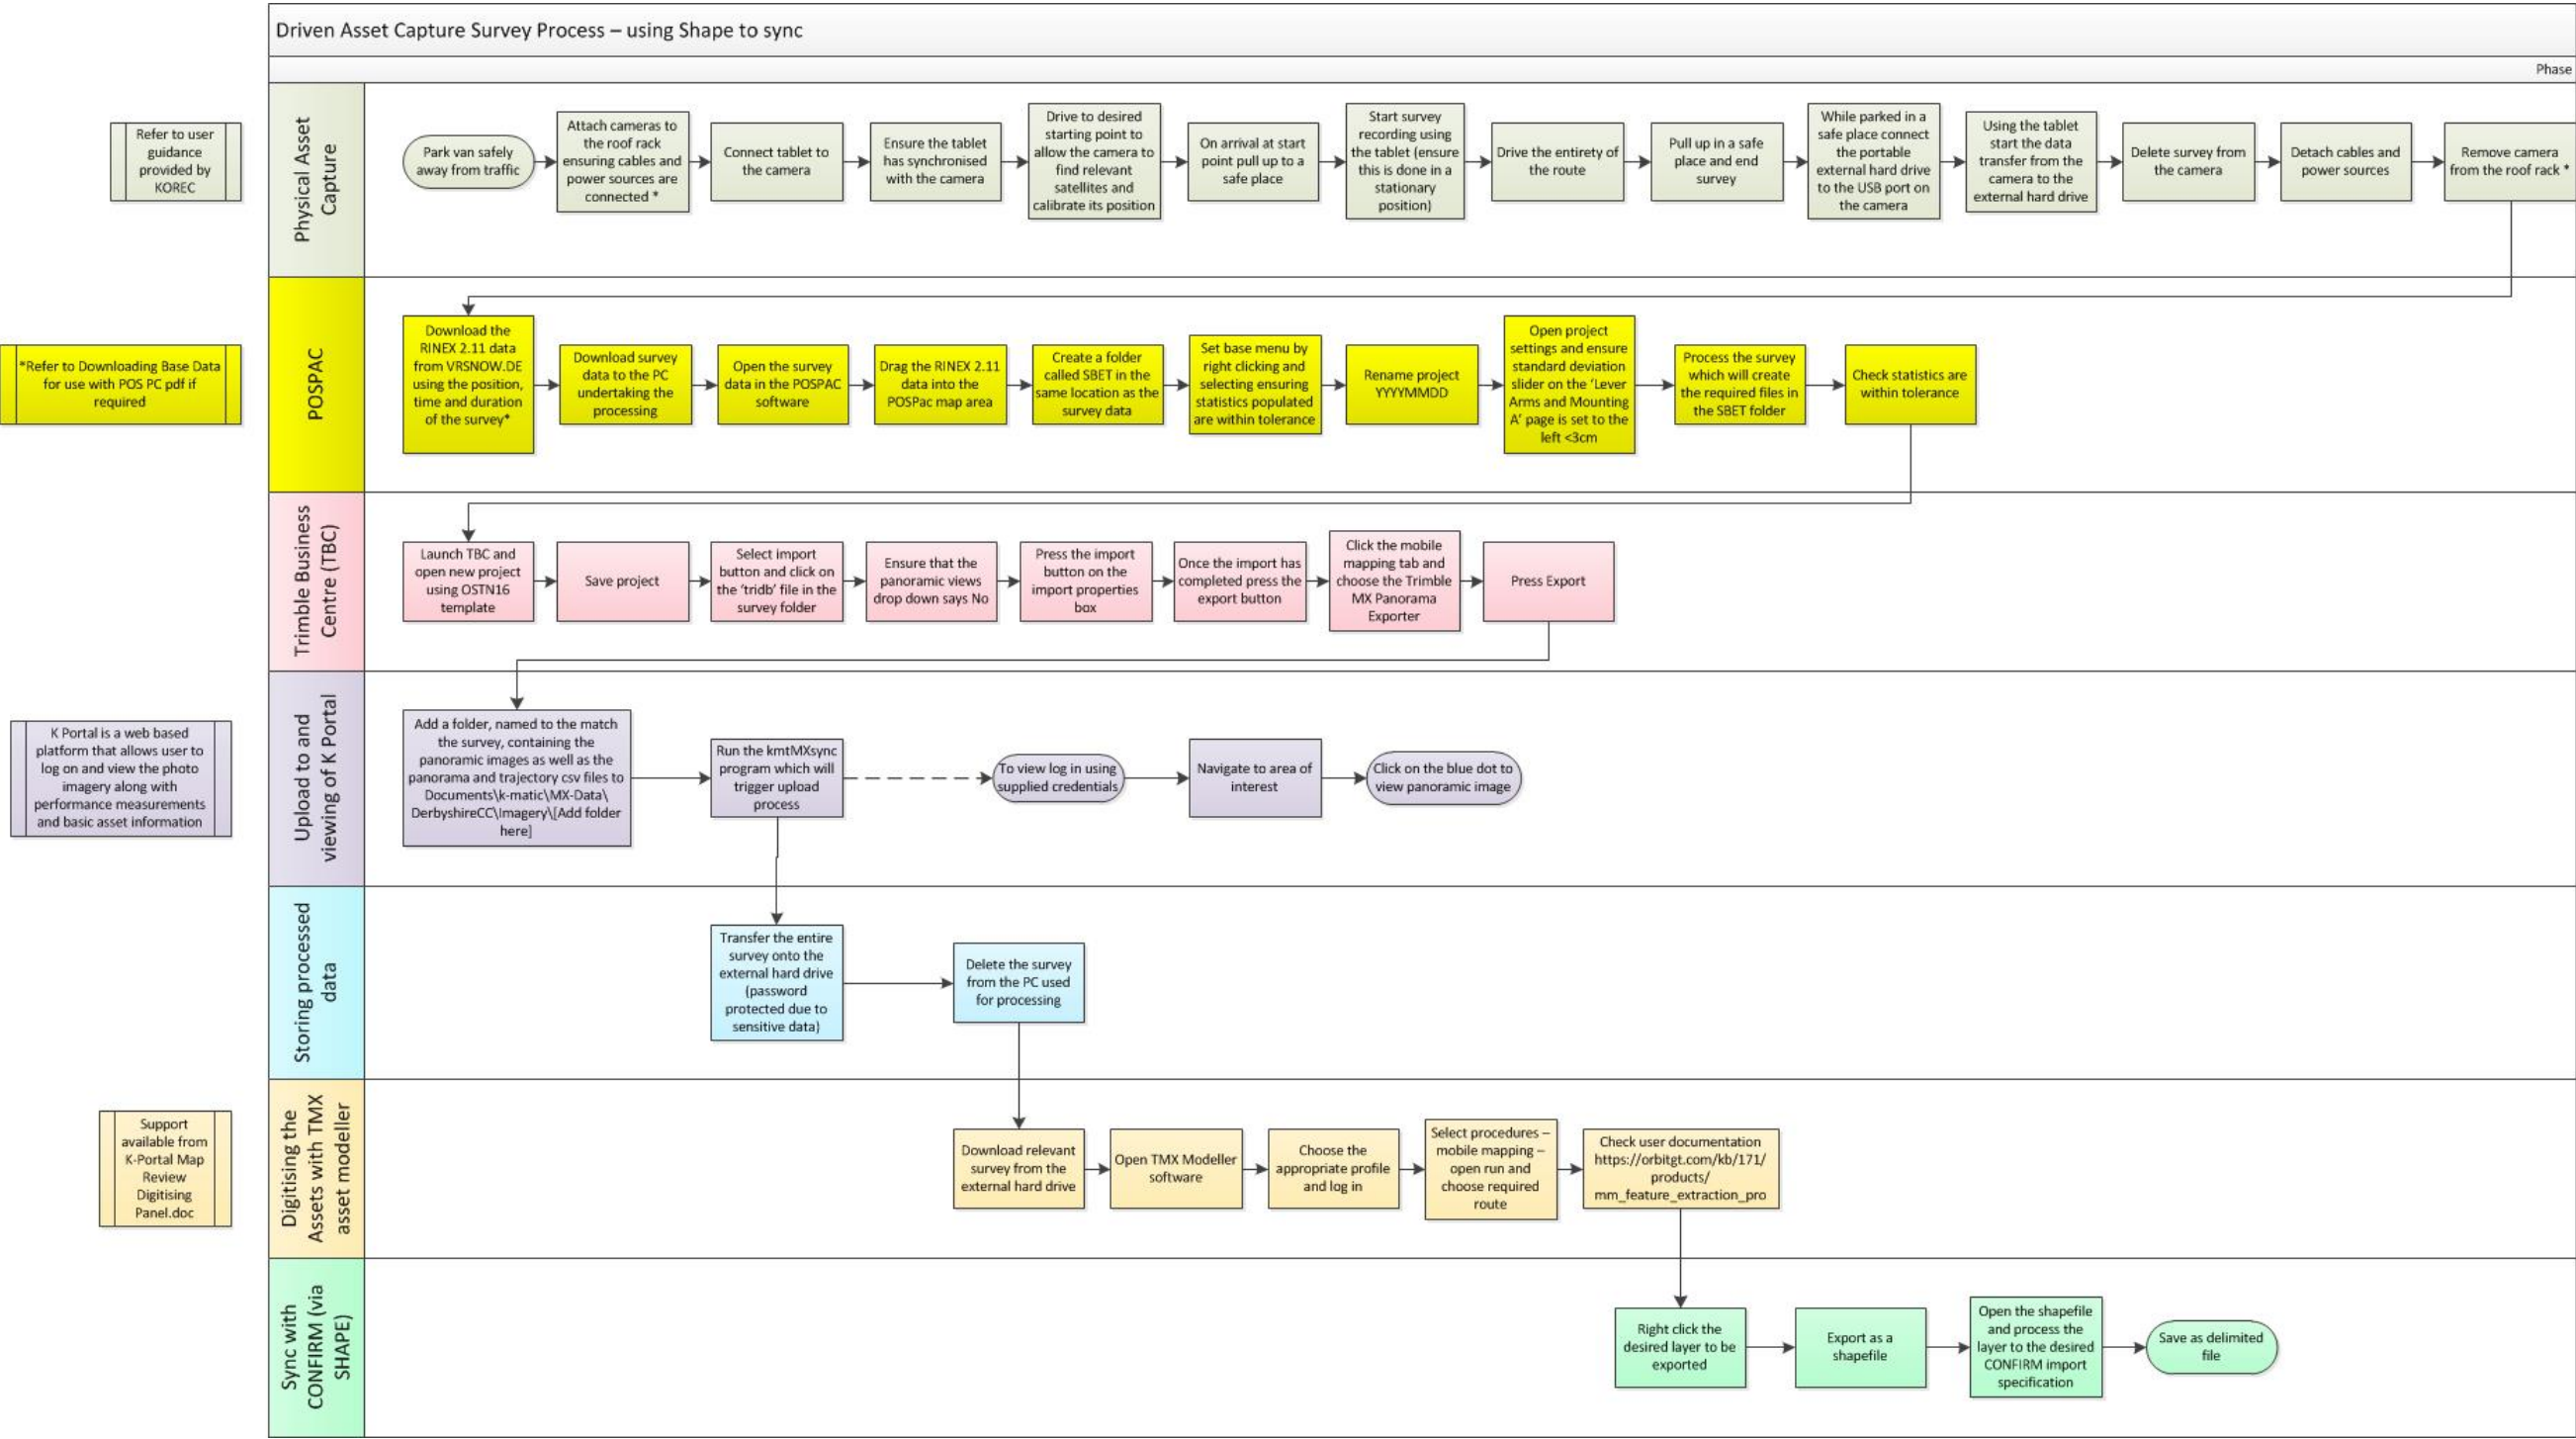 Driven Asset Capture Survey Process – using Shape to sync
Phase
Refer to user
guidance
provided by
KOREC
Physical Asset
Capture
Park van safely
away from traffic
Attach cameras to
the roof rack
ensuring cables and
power sources are
connected *
Connect tablet to
the camera
Ensure the tablet
has synchronised
with the camera
Drive to desired
starting point to
allow the camera to
find relevant
satellites and
calibrate its position
On arrival at start
point pull up to a
safe place
Start survey
recording using
the tablet (ensure
this is done in a
stationary
position)
Drive the entirety of
the route
Pull up in a safe
place and end
survey
While parked in a
safe place connect
the portable
external hard drive
to the USB port on
the camera
Using the tablet
start the data
transfer from the
camera to the
external hard drive
Delete survey from
the camera
Detach cables and
power sources
Remove camera
from the roof rack *
*Refer to Downloading Base Data
for use with POS PC pdf if
required
POSPAC
Download the
RINEX 2.11 data
from VRSNOW.DE
using the position,
time and duration
of the survey*
Download survey
data to the PC
undertaking the
processing
Open the survey
data in the POSPAC
software
Drag the RINEX 2.11
data into the
POSPac map area
Create a folder
called SBET in the
same location as the
survey data
Set base menu by
right clicking and
selecting ensuring
statistics populated
are within tolerance
Rename project
YYYYMMDD
Open project
settings and ensure
standard deviation
slider on the ‘Lever
Arms and Mounting
A’ page is set to the
left <3cm
Process the survey
which will create
the required files in
the SBET folder
Check statistics are
within tolerance
Trimble Business
Centre (TBC)
Launch TBC and
open new project
using OSTN16
template
Save project
Select import
button and click on
the ‘tridb’ file in the
survey folder
Ensure that the
panoramic views
drop down says No
Press the import
button on the
import properties
box
Once the import has
completed press the
export button
Click the mobile
mapping tab and
choose the Trimble
MX Panorama
Exporter
Press Export
K Portal is a web based
platform that allows user to
log on and view the photo
imagery along with
performance measurements
and basic asset information
Upload to and
viewing of K Portal
Add a folder, named to the match
the survey, containing the
panoramic images as well as the
panorama and trajectory csv files to
Documents\k-matic\MX-Data\
DerbyshireCC\Imagery\[Add folder
here]
Run the kmtMXsync
program which will
trigger upload
process
To view log in using
supplied credentials
Navigate to area of
interest
Click on the blue dot to
view panoramic image
Storing processed
data
Transfer the entire
survey onto the
external hard drive
(password
protected due to
sensitive data)
Delete the survey
from the PC used
for processing
Support
available from
K-Portal Map
Review
Digitising
Panel.doc
Digitising the
Assets with TMX
asset modeller
Download relevant
survey from the
external hard drive
Open TMX Modeller
software
Choose the
appropriate profile
and log in
Select procedures –
mobile mapping –
open run and
choose required
route
Check user documentation
https://orbitgt.com/kb/171/
products/
mm_feature_extraction_pro
Sync with
CONFIRM (via
SHAPE)
Right click the
desired layer to be
exported
Export as a
shapefile
Open the shapefile
and process the
layer to the desired
CONFIRM import
specification
Save as delimited
file